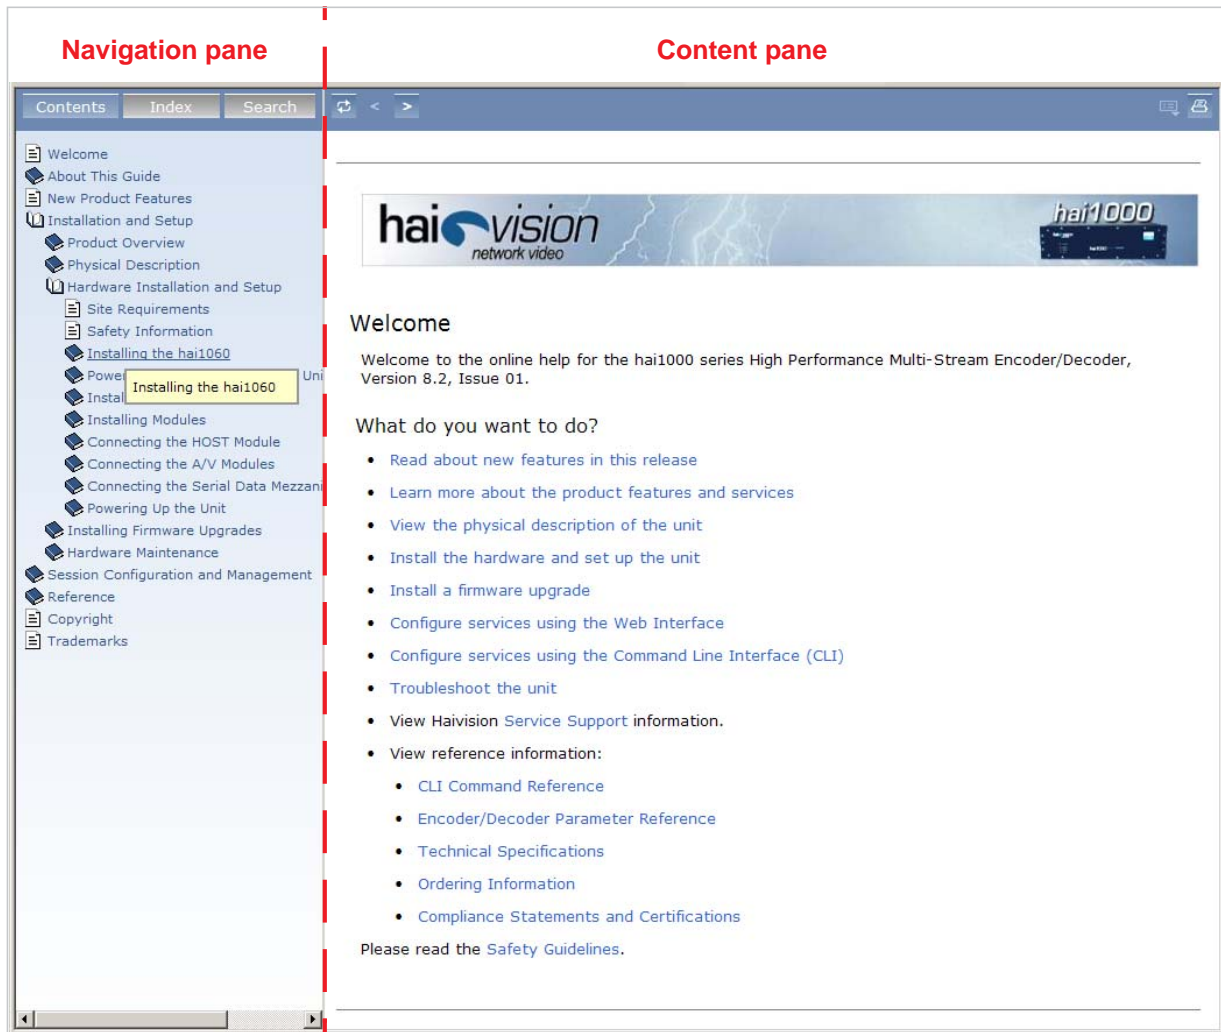 Navigation pane
Content pane
Contents Index Search
< >
Welcome
About This Guide
New Product Features
Installation and Setup
Product Overview
Physical Description
Hardware Installation and Setup
Site Requirements
Safety Information
Installing the hai1060
Power Uni
Installing the hai1060
Instal
Installing Modules
Connecting the HOST Module
Connecting the A/V Modules
Connecting the Serial Data Mezzani
Powering Up the Unit
Installing Firmware Upgrades
Hardware Maintenance
Session Configuration and Management
Reference
Copyright
Trademarks
haivision
network video
hai1000
Welcome
Welcome to the online help for the hai1000 series High Performance Multi-Stream Encoder/Decoder,
Version 8.2, Issue 01.
What do you want to do?
• Read about new features in this release
• Learn more about the product features and services
• View the physical description of the unit
• Install the hardware and set up the unit
• Install a firmware upgrade
• Configure services using the Web Interface
• Configure services using the Command Line Interface (CLI)
• Troubleshoot the unit
• View Haivision Service Support information.
• View reference information:
• CLI Command Reference
• Encoder/Decoder Parameter Reference
• Technical Specifications
• Ordering Information
• Compliance Statements and Certifications
Please read the Safety Guidelines.